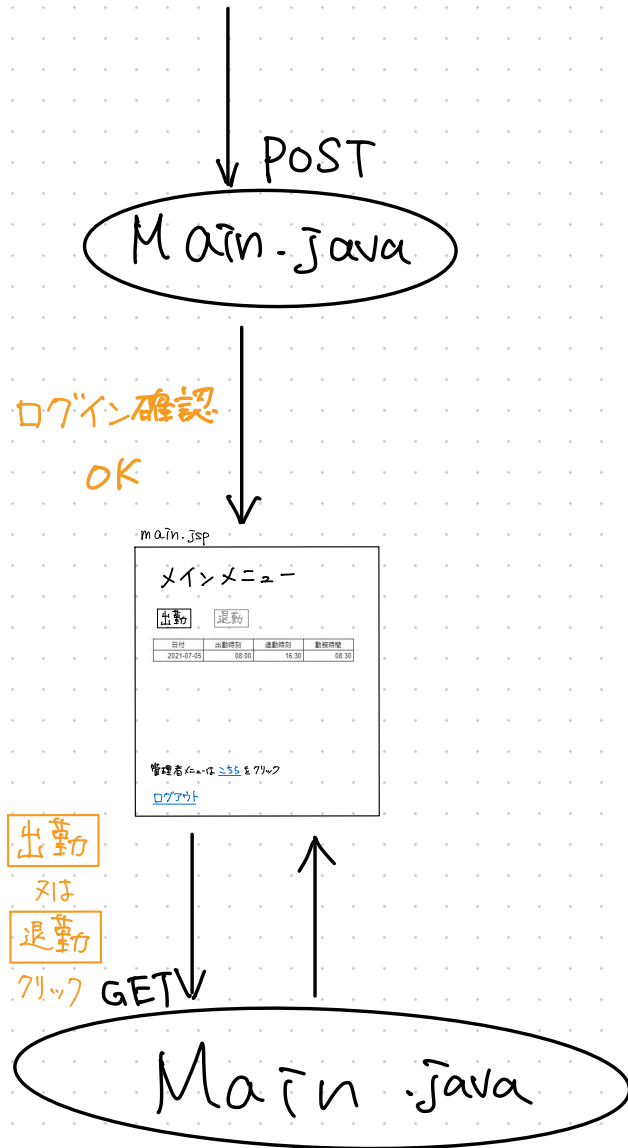 POST
Main.java
ログイン確認
OK
main.jsp
メインメニュー
出勤 退勤
日付 出勤時刻 退勤時刻 勤務時間
2021-07-05 08:00 16:30 08:30
管理者メニューは こちら をクリック
ログアウト
出勤
又は
退勤
クリック
GET
Main.java